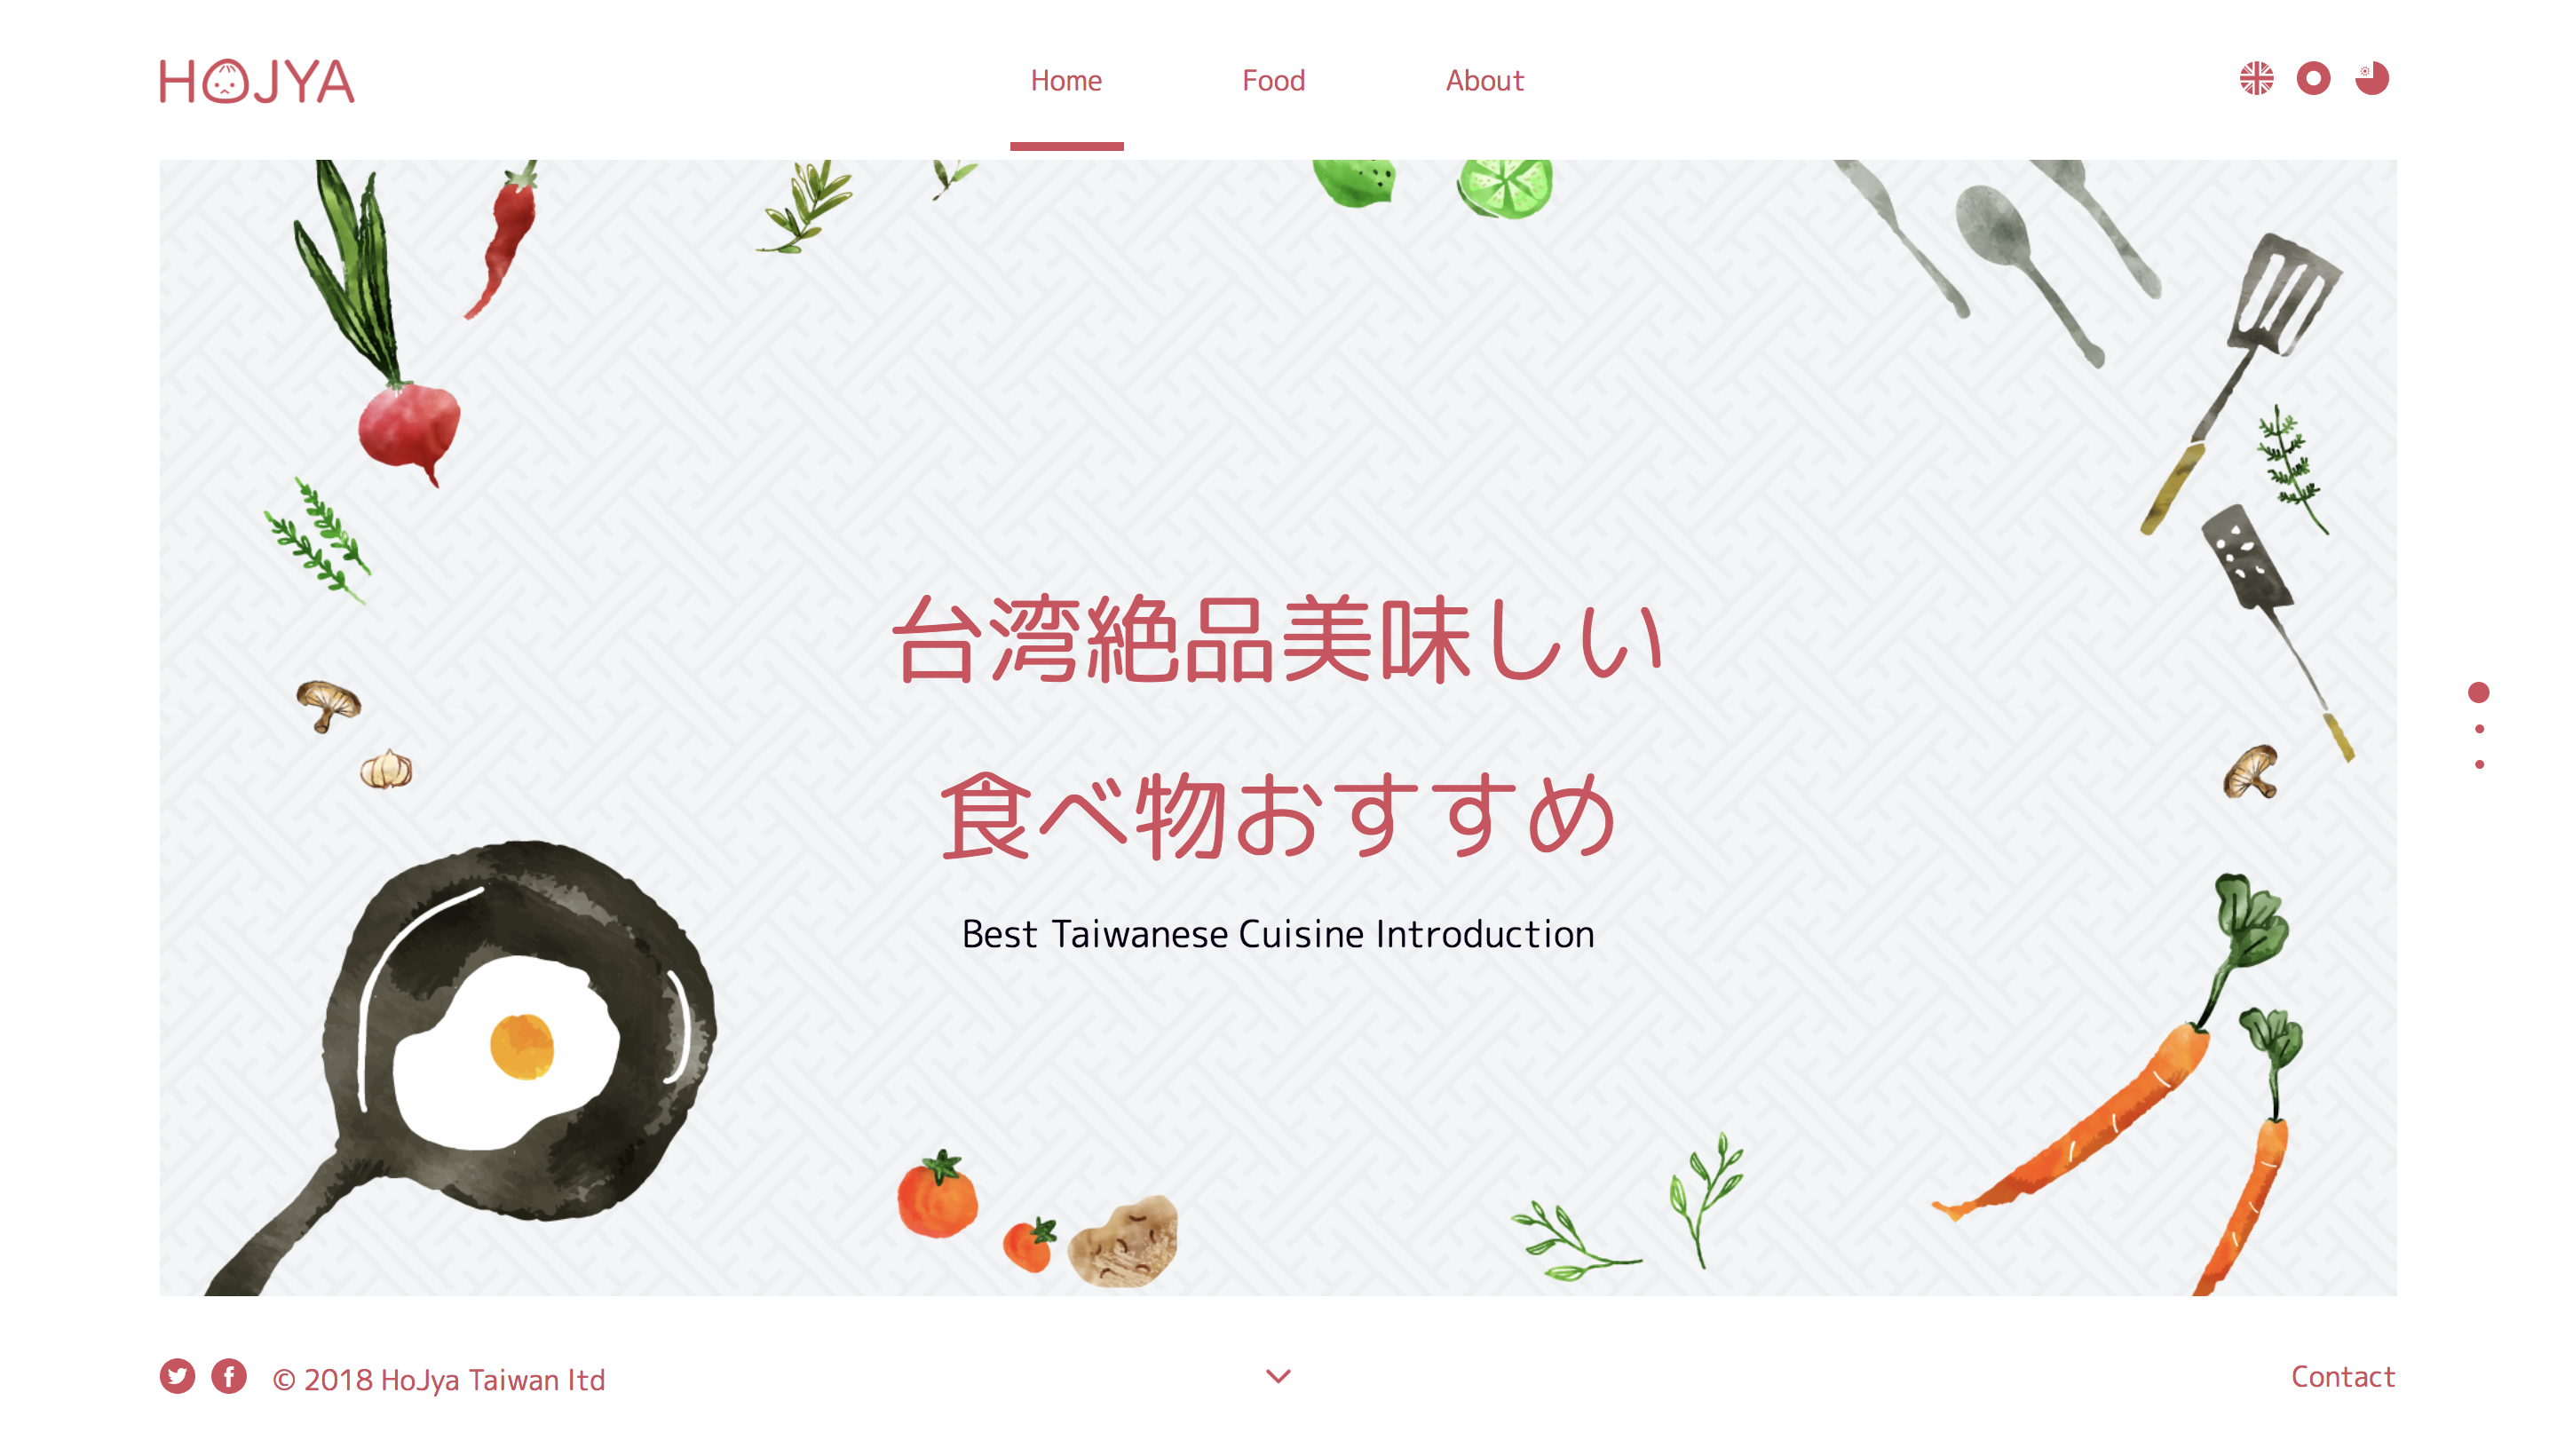 HOJYA
Home
Food
About
台湾絶品美味しい
食べ物おすすめ
Best Taiwanese Cuisine Introduction
© 2018 HoJya Taiwan ltd
Contact